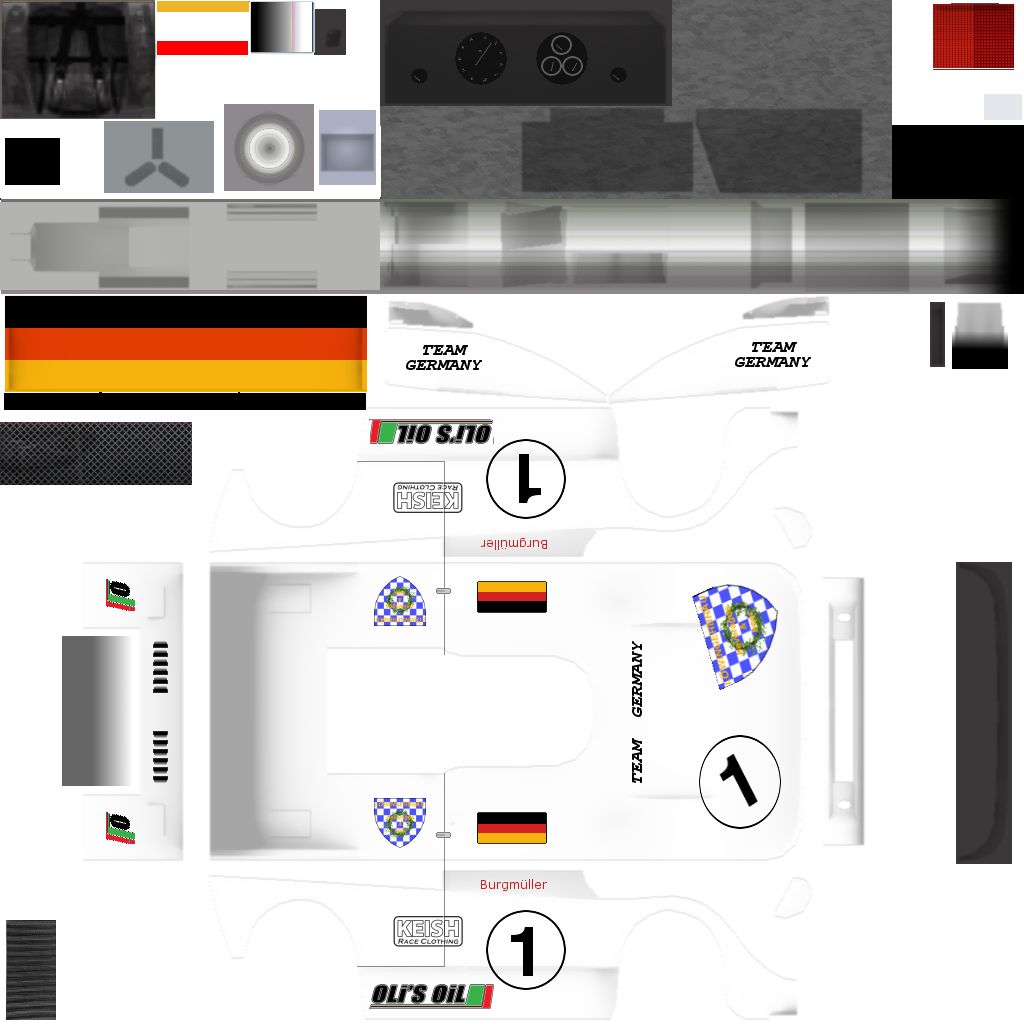 TEAM
GERMANY
TEAM
GERMANY
OLi'S OiL
1
KEISH
RACE CLOTHING
Burgmüller
TEAM GERMANY
1
Burgmüller
KEISH
RACE CLOTHING
1
OLi'S OiL